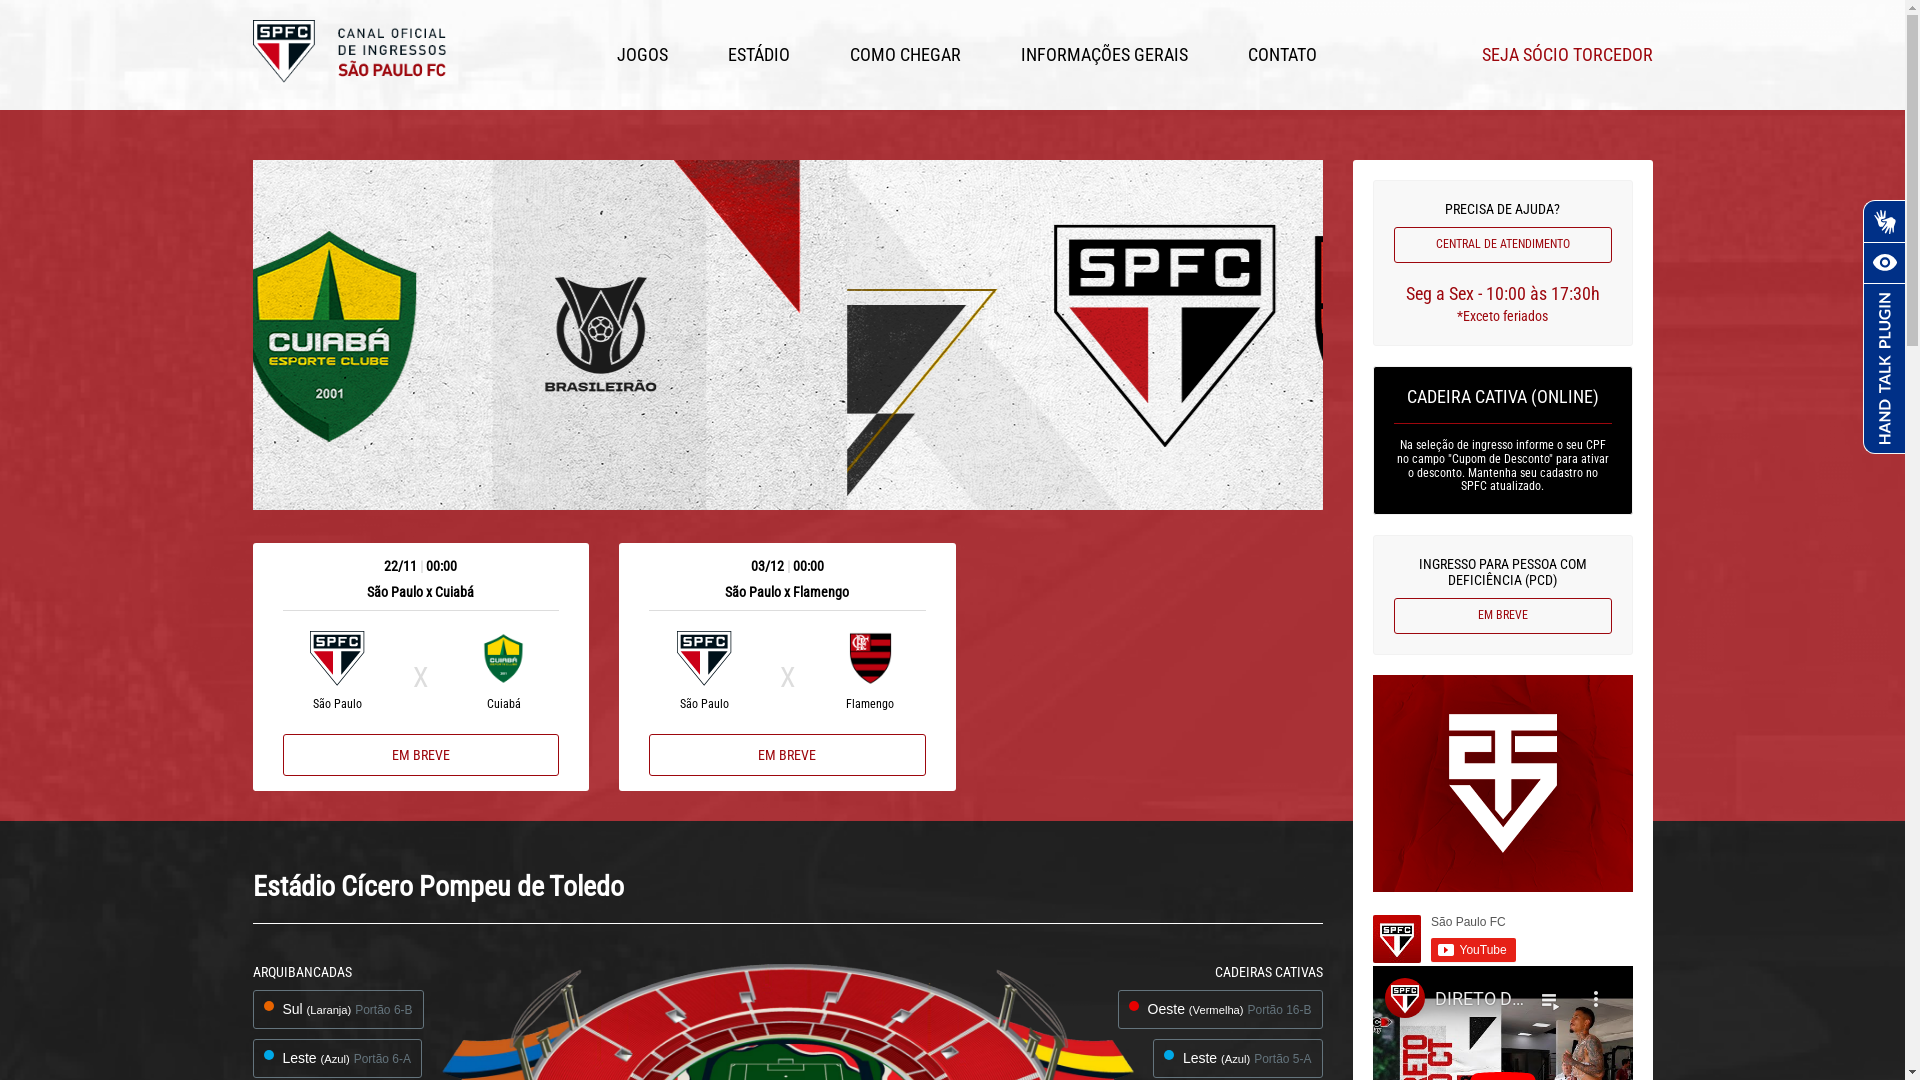 SPFC
CANAL OFICIAL
DE INGRESSOS
SÃO PAULO FC
JOGOS
ESTÁDIO
COMO CHEGAR
INFORMAÇÕES GERAIS
CONTATO
SEJA SÓCIO TORCEDOR
CUIABÁ
ESPORTE CLUBE
2001
BRASILEIRÃO
SPFC
PRECISA DE AJUDA?
CENTRAL DE ATENDIMENTO
Seg a Sex - 10:00 às 17:30h
*Exceto feriados
HAND TALK PLUGIN
CADEIRA CATIVA (ONLINE)
Na seleção de ingresso informe o seu CPF
no campo "Cupom de Desconto" para ativar
o desconto. Mantenha seu cadastro no
SPFC atualizado.
INGRESSO PARA PESSOA COM
DEFICIÊNCIA (PCD)
EM BREVE
22/11 | 00:00
São Paulo x Cuiabá
SPFC
X
CUIABÁ
São Paulo
Cuiabá
EM BREVE
03/12 | 00:00
São Paulo x Flamengo
SPFC
X
São Paulo
Flamengo
EM BREVE
Estádio Cícero Pompeu de Toledo
ARQUIBANCADAS
Sul (Laranja) Portão 6-B
Leste (Azul) Portão 6-A
CADEIRAS CATIVAS
Oeste (Vermelha) Portão 16-B
Leste (Azul) Portão 5-A
SPFC
São Paulo FC
YouTube
SPFC
DIRETO D...